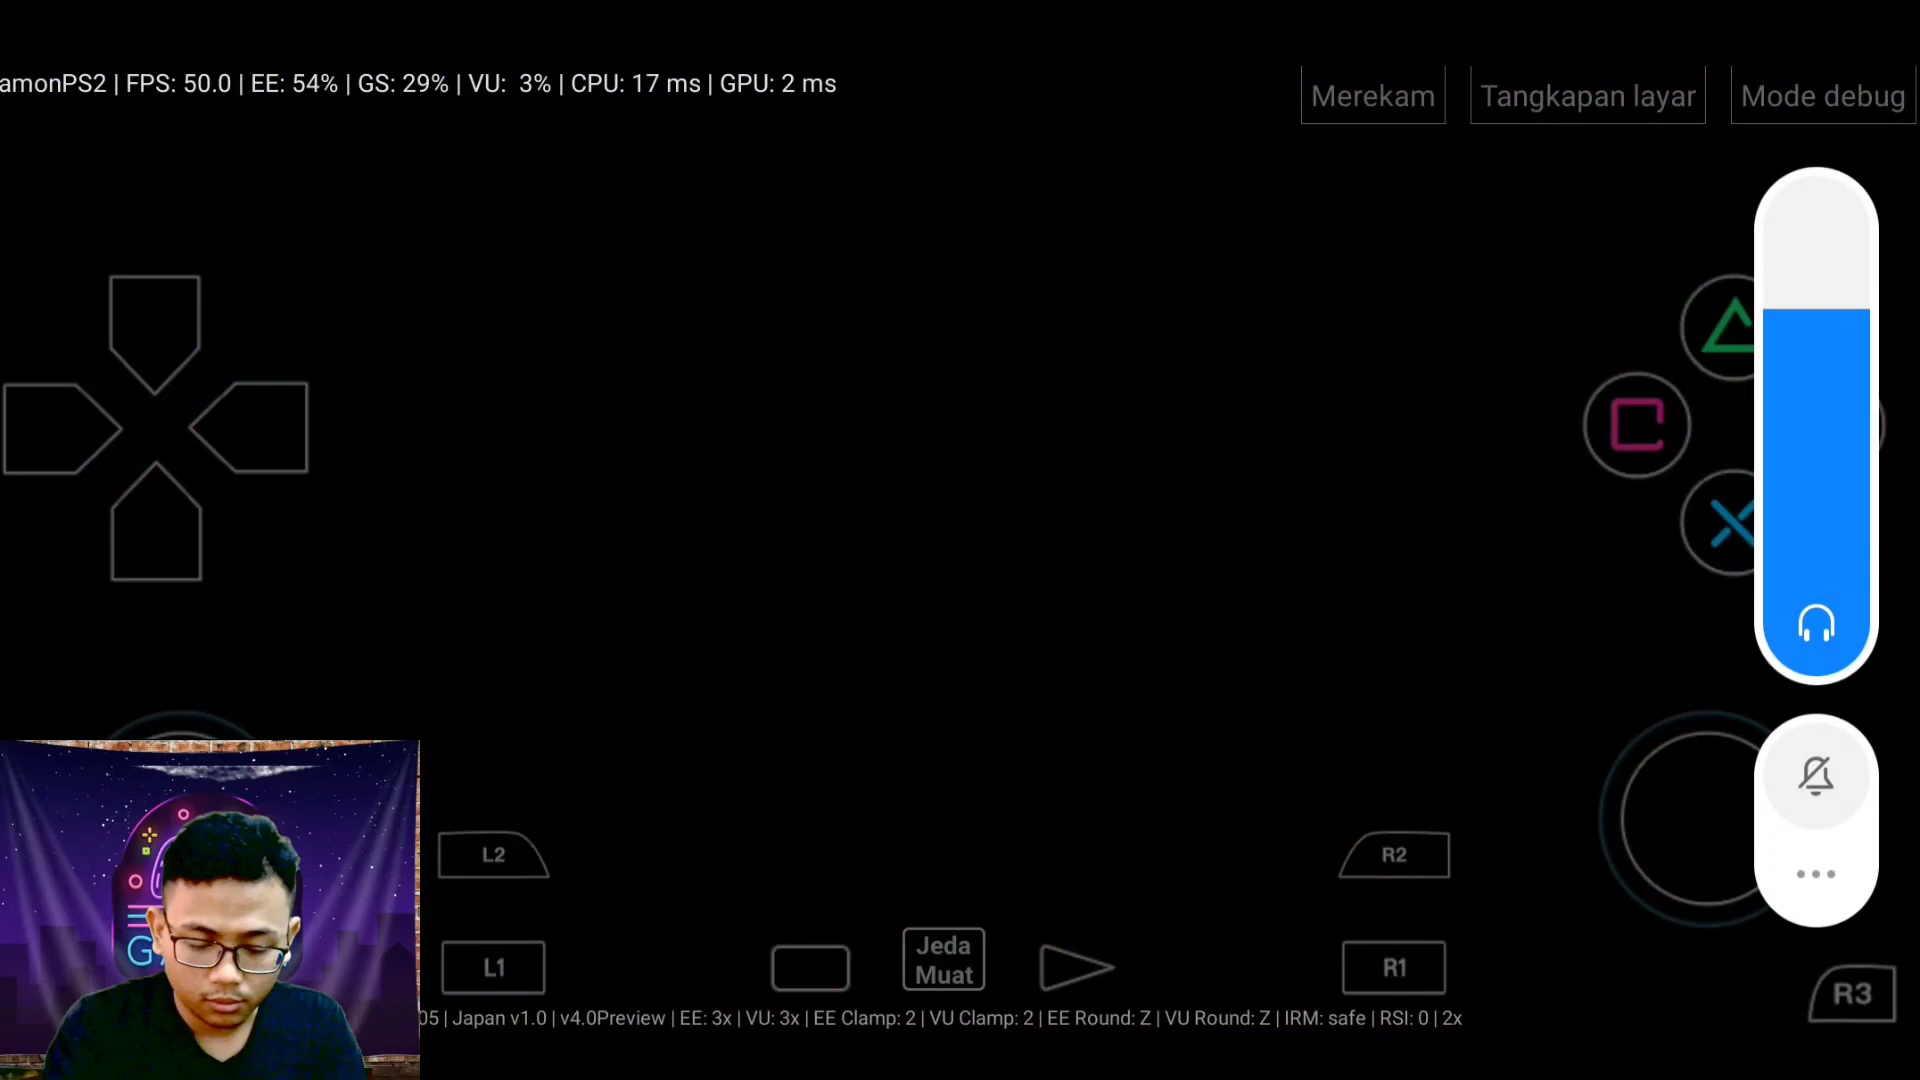 amonPS2 | FPS: 50.0 | EE: 54% | GS: 29% | VU: 3% | CPU: 17 ms | GPU: 2 ms
Merekam
Tangkapan layar
Mode debug
L2
R2
L1
Jeda
Muat
R1
R3
05 | Japan v1.0 | v4.0Preview | EE: 3x | VU: 3x | EE Clamp: 2 | VU Clamp: 2 | EE Round: Z | VU Round: Z | IRM: safe | RSI: 0 | 2x